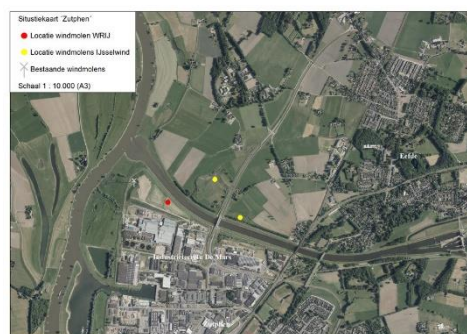 Situatiekaart 'Zutphen'
Locatie windmolen WRIJ
Locatie windmolens IJsselwind
Bestaande windmolens
Schaal 1 : 10.000 (A3)
Eefde
Industrieterrein De Mars
Zutphen